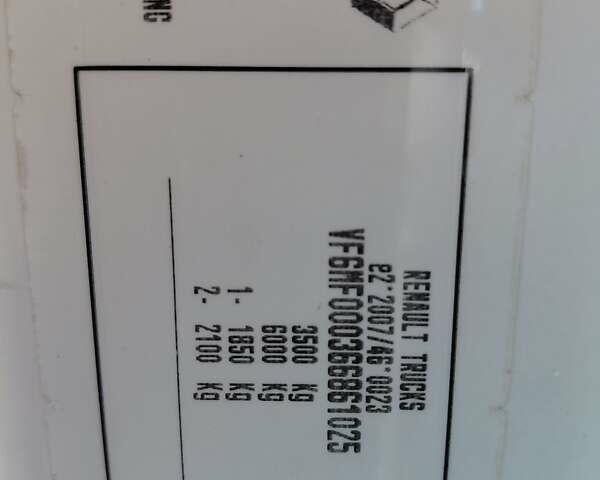 RENAULT TRUCKS
e2*2007/46*0023
VF6MF000366861025
3500 kg
6000 kg
1- 1850 kg
2- 2100 kg